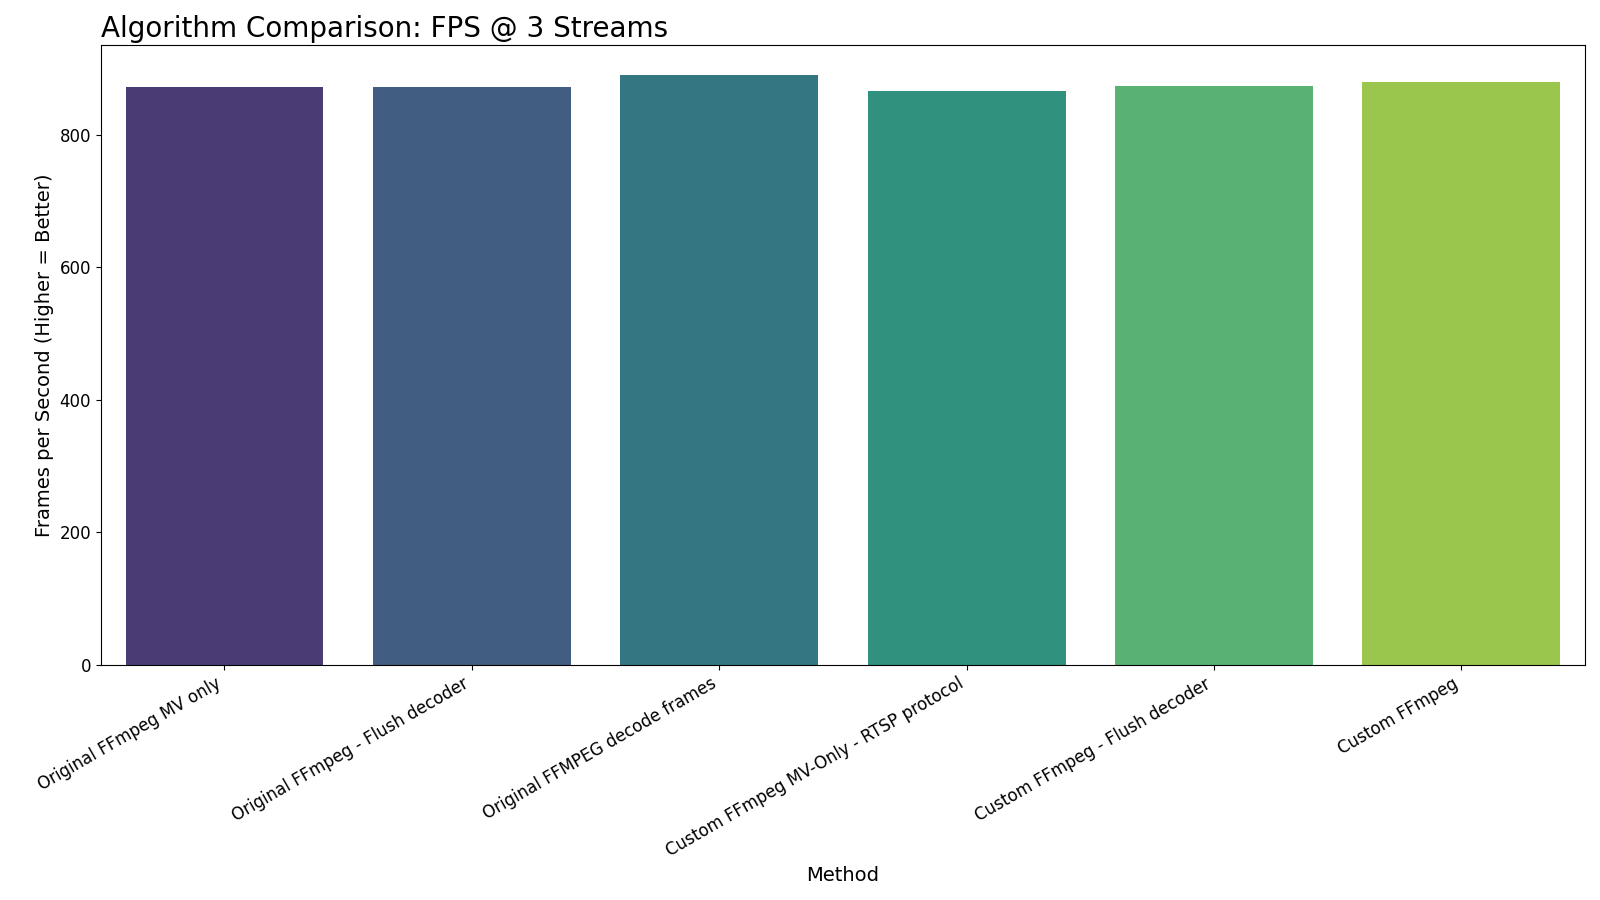 Algorithm Comparison: FPS @ 3 Streams
Frames per Second (Higher = Better)
800
600
400
200
0
Original FFmpeg MV only
Original FFmpeg - Flush decoder
Original FFMPEG decode frames
Custom FFmpeg MV-Only - RTSP protocol
Custom FFmpeg - Flush decoder
Custom FFmpeg
Method